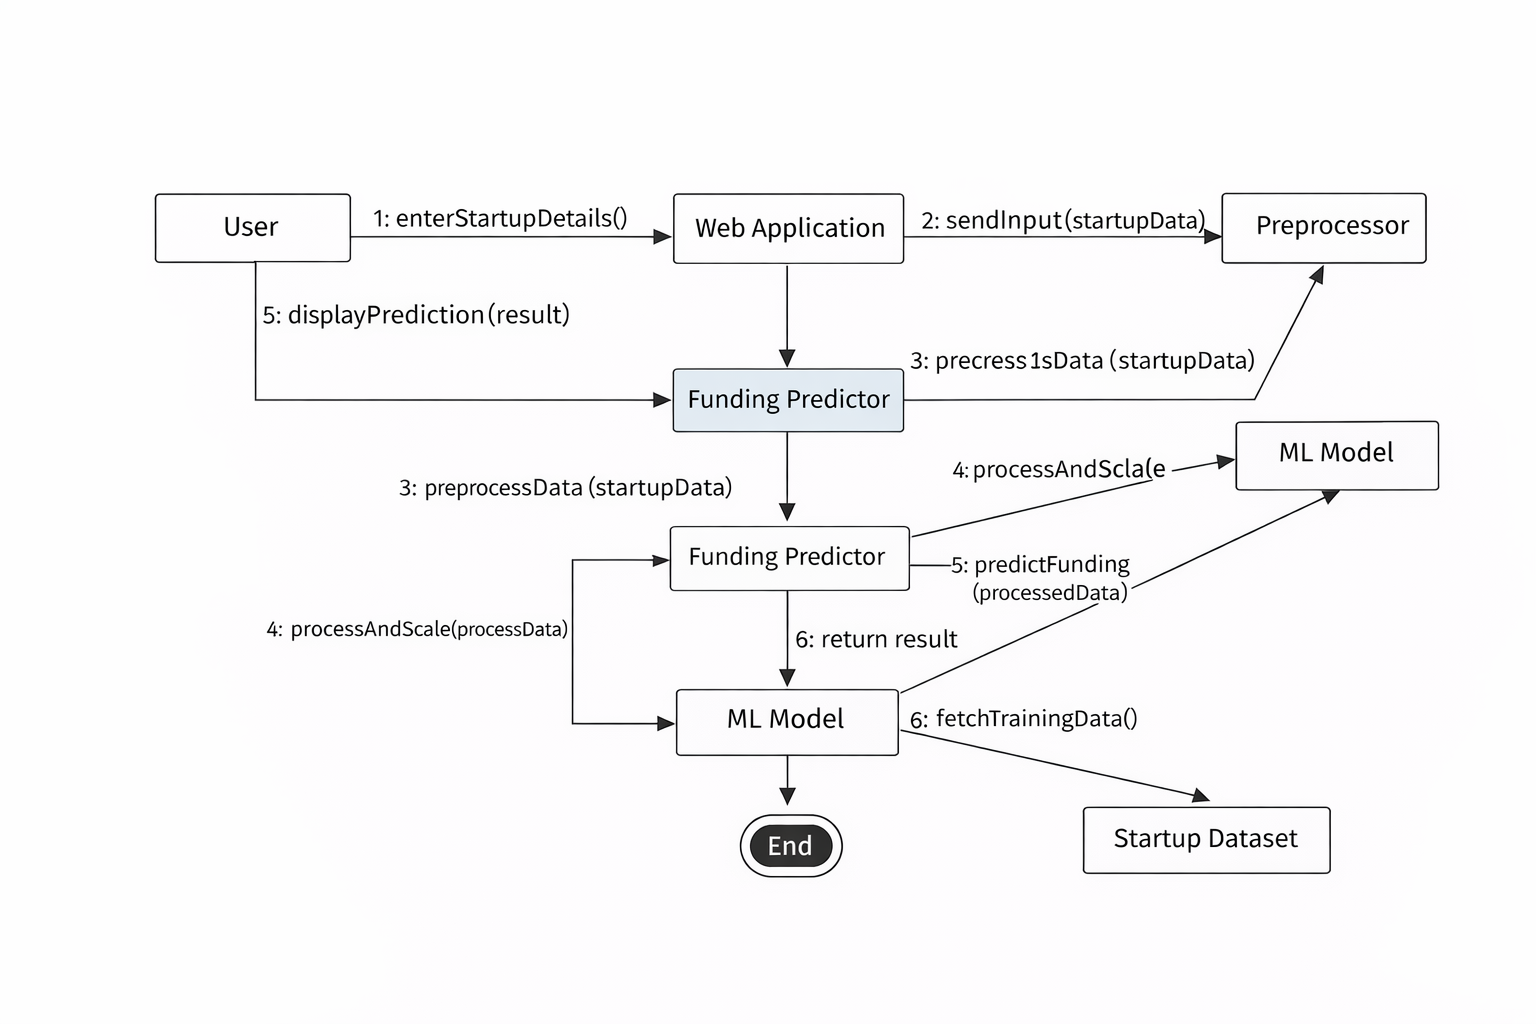 User
1: enterStartupDetails()
Web Application
2: sendInput(startupData)
Preprocessor
5: displayPrediction(result)
3: precress1sData (startupData)
Funding Predictor
ML Model
4: processAndSclale
3: preprocessData (startupData)
Funding Predictor
5: predictFunding
(processedData)
4: processAndScale(processData)
6: return result
ML Model
6: fetchTrainingData()
Startup Dataset
End